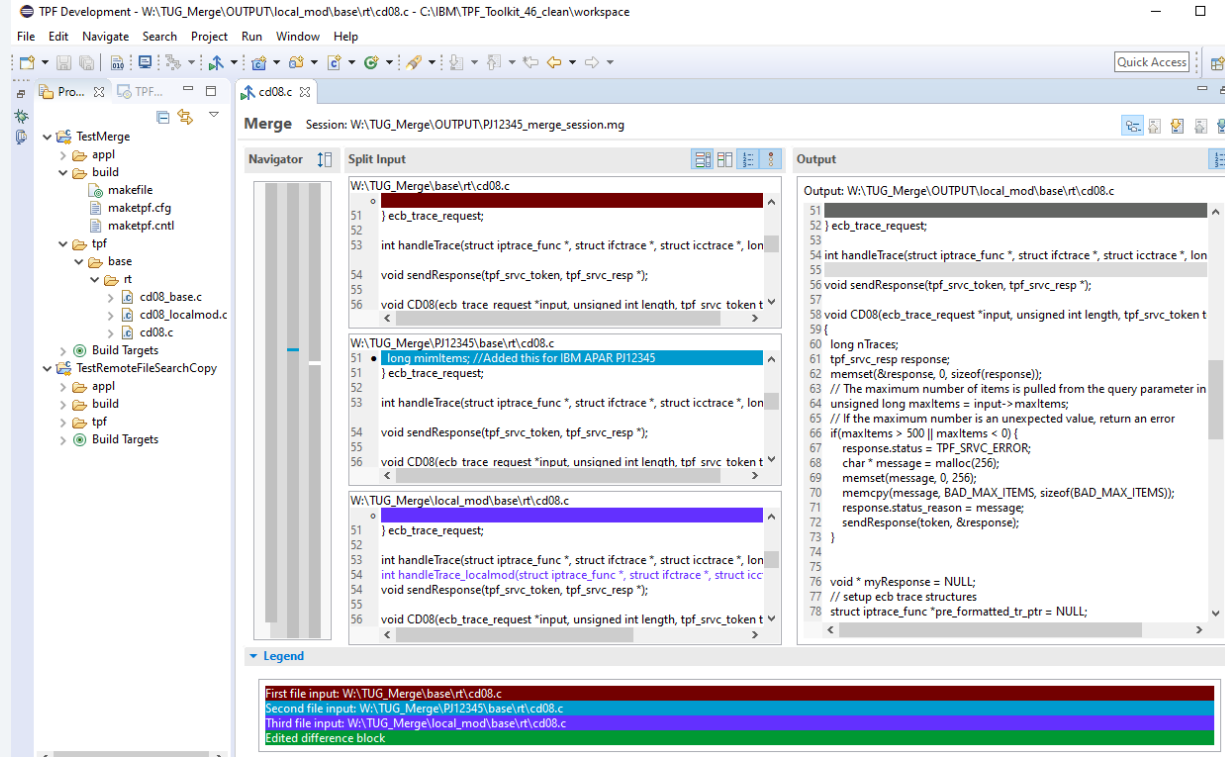 TPF Development - W:\TUG_Merge\OUTPUT\local_mod\base\rt\cd08.c - C:\IBM\TPF_Toolkit_46_clean\workspace
File Edit Navigate Search Project Run Window Help
Quick Access
Pro... TPF...
TestMerge
appl
build
makefile
maketpf.cfg
maketpf.cntl
tpf
base
rt
cd08_base.c
cd08_localmod.c
cd08.c
Build Targets
TestRemoteFileSearchCopy
appl
build
tpf
Build Targets
cd08.c
Merge Session: W:\TUG_Merge\OUTPUT\PJ12345_merge_session.mg
Navigator
Split Input
W:\TUG_Merge\base\rt\cd08.c
51 } ecb_trace_request;
52
53 int handleTrace(struct iptrace_func *, struct ifctrace *, struct icctrace *, lon
54 void sendResponse(tpf_srvc_token, tpf_srvc_resp *);
55
56 void CD08(ecb_trace_request *input, unsigned int length, tpf_srvc_token t
W:\TUG_Merge\PJ12345\base\rt\cd08.c
51 long mimItems; //Added this for IBM APAR PJ12345
51 } ecb_trace_request;
52
53 int handleTrace(struct iptrace_func *, struct ifctrace *, struct icctrace *, lon
54 void sendResponse(tpf_srvc_token, tpf_srvc_resp *);
55
56 void CD08(ecb_trace_request *input, unsigned int length, tpf_srvc_token t
W:\TUG_Merge\local_mod\base\rt\cd08.c
51 } ecb_trace_request;
52
53 int handleTrace(struct iptrace_func *, struct ifctrace *, struct icctrace *, lon
54 int handleTrace_localmod(struct iptrace_func *, struct ifctrace *, struct icc
54 void sendResponse(tpf_srvc_token, tpf_srvc_resp *);
55
56 void CD08(ecb_trace_request *input, unsigned int length, tpf_srvc_token t
Output
Output: W:\TUG_Merge\OUTPUT\local_mod\base\rt\cd08.c
51
52 } ecb_trace_request;
53
54 int handleTrace(struct iptrace_func *, struct ifctrace *, struct icctrace *, lon
55
56 void sendResponse(tpf_srvc_token, tpf_srvc_resp *);
57
58 void CD08(ecb_trace_request *input, unsigned int length, tpf_srvc_token t
59 {
60 long nTraces;
61 tpf_srvc_resp response;
62 memset(&response, 0, sizeof(response));
63 // The maximum number of items is pulled from the query parameter in
64 unsigned long maxItems = input->maxItems;
65 // If the maximum number is an unexpected value, return an error
66 if(maxItems > 500 || maxItems < 0) {
67 response.status = TPF_SRVC_ERROR;
68 char * message = malloc(256);
69 memset(message, 0, 256);
70 memcpy(message, BAD_MAX_ITEMS, sizeof(BAD_MAX_ITEMS));
71 response.status_reason = message;
72 sendResponse(token, &response);
73 }
74
75
76 void * myResponse = NULL;
77 // setup ecb trace structures
78 struct iptrace_func *pre_formatted_tr_ptr = NULL;
Legend
First file input: W:\TUG_Merge\base\rt\cd08.c
Second file input: W:\TUG_Merge\PJ12345\base\rt\cd08.c
Third file input: W:\TUG_Merge\local_mod\base\rt\cd08.c
Edited difference block